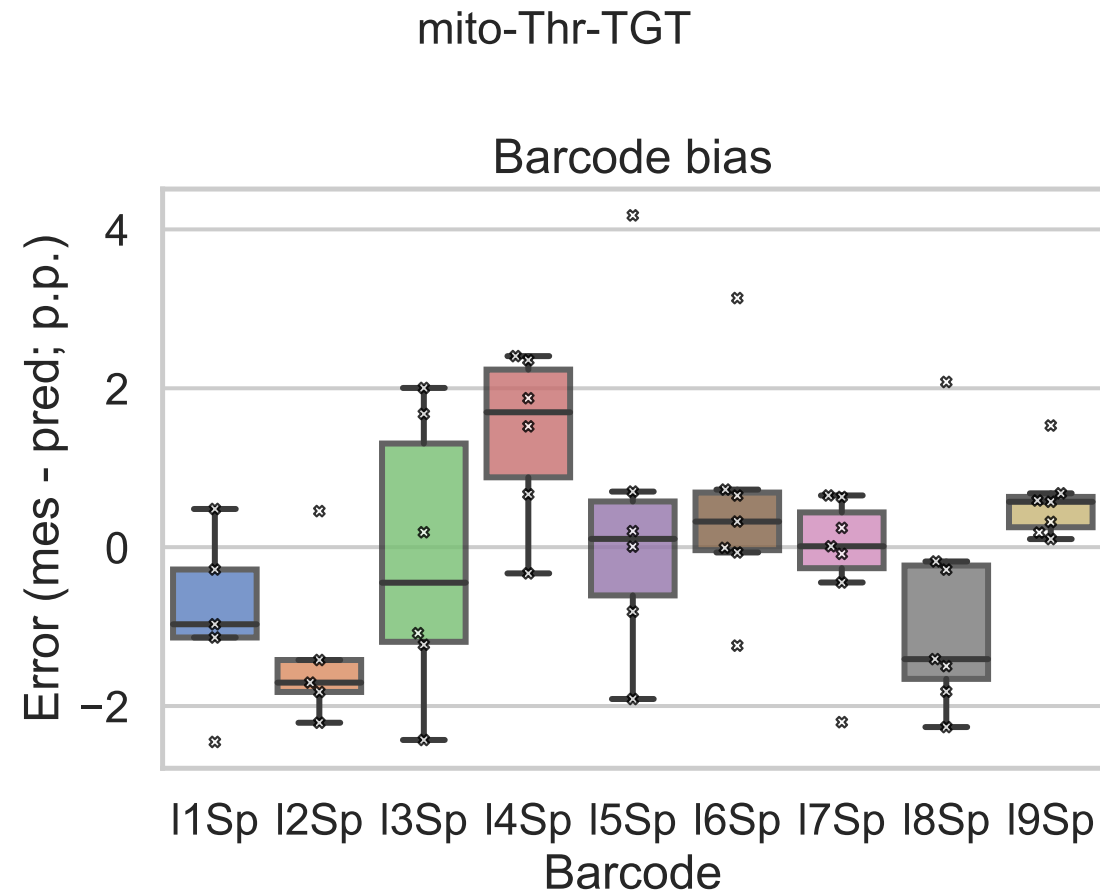 mito-Thr-TGT
Barcode bias
Error (mes - pred; p.p.)
4
2
0
−2
l1Sp l2Sp l3Sp l4Sp l5Sp l6Sp l7Sp l8Sp l9Sp
Barcode